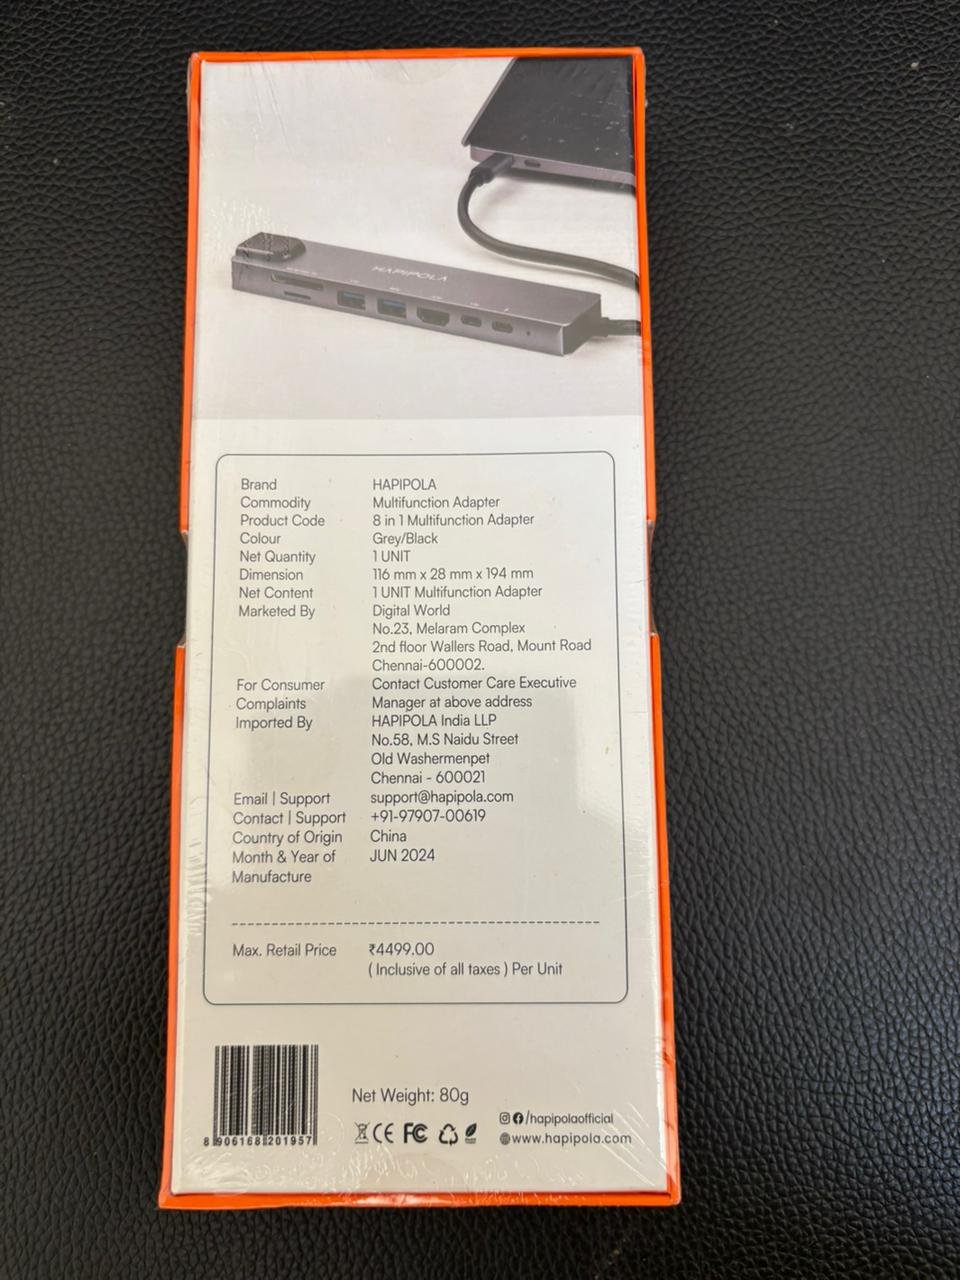 HAPIPOLA
Brand HAPIPOLA
Commodity Multifunction Adapter
Product Code 8 in 1 Multifunction Adapter
Colour Grey/Black
Net Quantity 1 UNIT
Dimension 116 mm x 28 mm x 194 mm
Net Content 1 UNIT Multifunction Adapter
Marketed By Digital World
No.23, Melaram Complex
2nd floor Wallers Road, Mount Road
Chennai-600002.
For Consumer Contact Customer Care Executive
Complaints Manager at above address
Imported By HAPIPOLA India LLP
No.58, M.S Naidu Street
Old Washermenpet
Chennai - 600021
Email | Support support@hapipola.com
Contact | Support +91-97907-00619
Country of Origin China
Month & Year of JUN 2024
Manufacture
Max. Retail Price ₹4499.00
( Inclusive of all taxes ) Per Unit
Net Weight: 80g
8 906168 201957
CE FC
/hapipolaofficial
www.hapipola.com